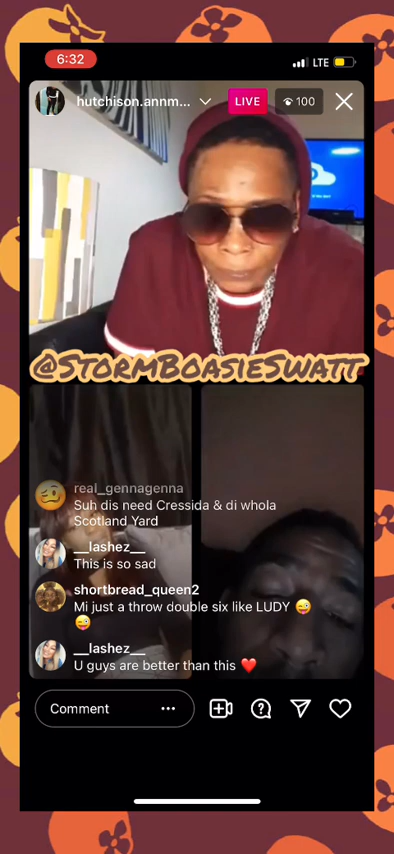 6:32
LTE
hutchison.annm...
LIVE
100
@STORMBOASIESWATT
real_gennagenna
Suh dis need Cressida & di whola
Scotland Yard
__lashez__
This is so sad
shortbread_queen2
Mi just a throw double six like LUDY 😜
😜
__lashez__
U guys are better than this ❤️
Comment